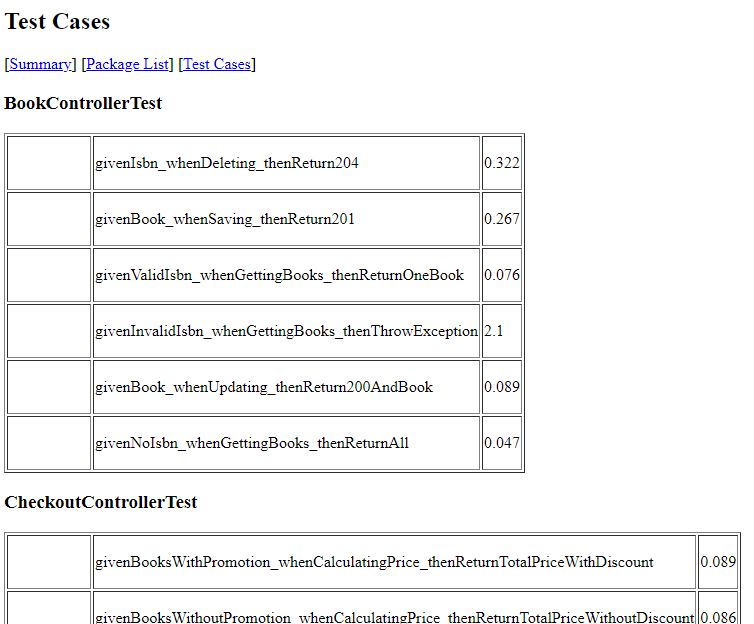 Test Cases
[Summary] [Package List] [Test Cases]
BookControllerTest
givenIsbn_whenDeleting_thenReturn204 0.322
givenBook_whenSaving_thenReturn201 0.267
givenValidIsbn_whenGettingBooks_thenReturnOneBook 0.076
givenInvalidIsbn_whenGettingBooks_thenThrowException 2.1
givenBook_whenUpdating_thenReturn200AndBook 0.089
givenNoIsbn_whenGettingBooks_thenReturnAll 0.047
CheckoutControllerTest
givenBooksWithPromotion_whenCalculatingPrice_thenReturnTotalPriceWithDiscount 0.089
givenBooksWithoutPromotion_whenCalculatingPrice_thenReturnTotalPriceWithoutDiscount 0.086